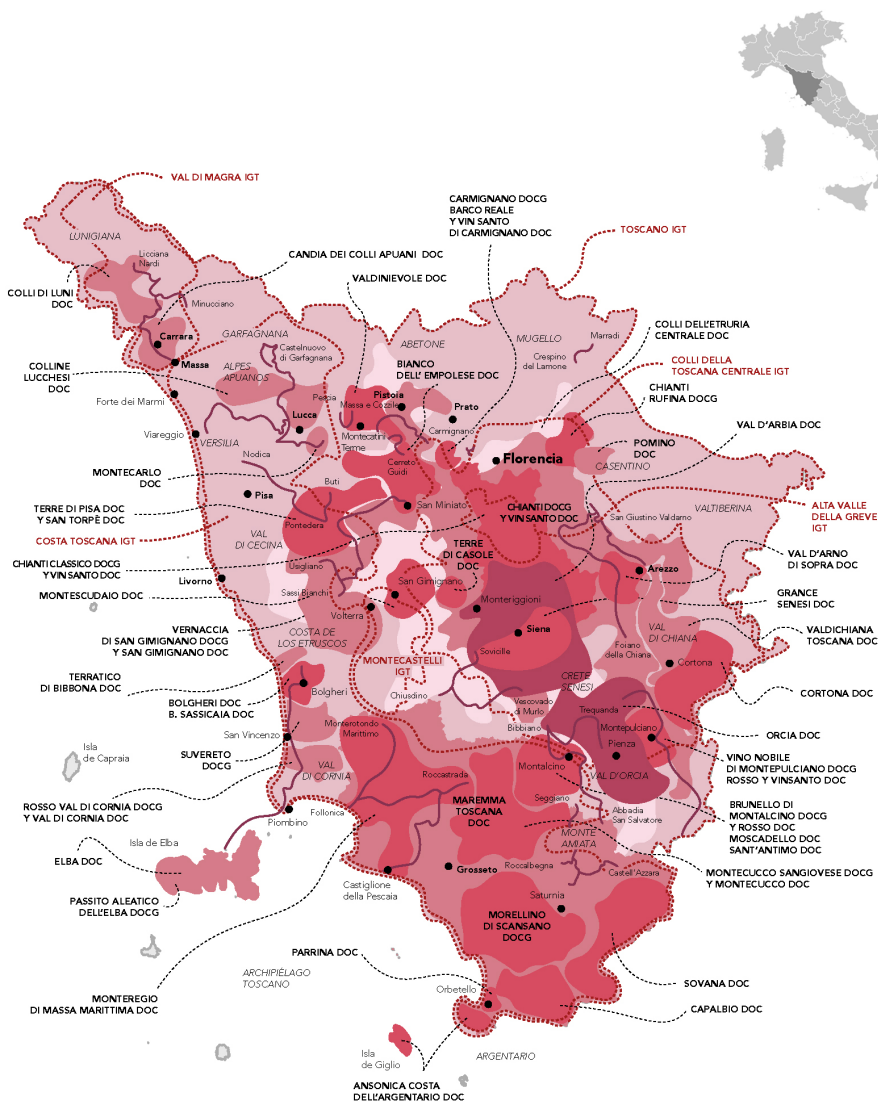 VAL DI MAGRA IGT
CARMIGNANO DOCG
BARCO REALE
Y VIN SANTO
DI CARMIGNANO DOC
TOSCANO IGT
LUNIGIANA
CANDIA DEI COLLI APUANI DOC
Licciana
Nardi
VALDINIEVOLE DOC
COLLI DI LUNI
DOC
Minucciano
COLLI DELL'ETRURIA
CENTRALE DOC
Carrara
GARFAGNANA
ABETONE
MUGELLO
Marradi
Castelnuovo
di Garfagnana
Crespino
del Lamone
COLLI DELLA
TOSCANA CENTRALE IGT
Massa
ALPES
APUANOS
BIANCO
DELL' EMPOLESE DOC
COLLINE
LUCCHESI
DOC
CHIANTI
RUFINA DOCG
Forte dei Marmi
Pescia
Pistoia
Massa e Cozzile
Prato
Lucca
VAL D'ARBIA DOC
Viareggio
VERSILIA
Montecatini
Terme
Carmignano
POMINO
DOC
Nodica
Florencia
CASENTINO
MONTECARLO
DOC
Cerreto
Guidi
Buti
Pisa
San Miniato
CHIANTI DOCG
Y VIN SANTO DOC
VALTIBERINA
TERRE DE PISA DOC
Y SAN TORPÈ DOC
Pontedera
San Giustino Valdarno
ALTA VALLE
DELLA GREVE
IGT
COSTA TOSCANA IGT
VAL
DI CECINA
TERRE
DI CASOLE
DOC
VAL D'ARNO
DI SOPRA DOC
CHIANTI CLASSICO DOCG
Y VIN SANTO DOC
Usigliano
Arezzo
Livorno
San Gimignano
MONTESCUDAIO DOC
Sassi Bianchi
Monteriggioni
GRANCE
SENESI DOC
Volterra
VERNACCIA
DI SAN GIMIGNANO DOCG
Y SAN GIMIGNANO DOC
COSTA DE
LOS ETRUSCOS
Siena
VAL
DI CHIANA
VALDICHIANA
TOSCANA DOC
Foiano
della Chiana
Sovicille
MONTECASTELLI
IGT
Cortona
TERRATICO
DI BIBBONA DOC
Bolgheri
Chiusdino
CRETE
SENESI
CORTONA DOC
BOLGHERI DOC
B. SASSICAIA DOC
Vescovado
di Murlo
Trequanda
San Vincenzo
Monterotondo
Marittimo
Bibbiano
Montepulciano
ORCIA DOC
Isla
de Capraia
SUVERETO
DOCG
Pienza
VAL
DI CORNIA
Roccastrada
Montalcino
VAL D'ORCIA
VINO NOBILE
DI MONTEPULCIANO DOCG
ROSSO Y VINSANTO DOC
ROSSO VAL DI CORNIA DOCG
Y VAL DI CORNIA DOC
Follonica
MAREMMA
TOSCANA
DOC
Seggiano
Abbadia
San Salvatore
BRUNELLO DI
MONTALCINO DOCG
Y ROSSO DOC
MOSCADELLO DOC
SANT'ANTIMO DOC
Piombino
Isla de Elba
MONTE
AMIATA
ELBA DOC
Grosseto
Roccalbegna
Castell'Azzara
MONTECUCCO SANGIOVESE DOCG
Y MONTECUCCO DOC
Castiglione
della Pescaia
PASSITO ALEATICO
DELL'ELBA DOCG
Saturnia
MORELLINO
DI SCANSANO
DOCG
PARRINA DOC
ARCHIPIÉLAGO
TOSCANO
SOVANA DOC
Orbetello
MONTEREGIO
DI MASSA MARITTIMA DOC
CAPALBIO DOC
Isla
de Giglio
ARGENTARIO
ANSONICA COSTA
DELL'ARGENTARIO DOC